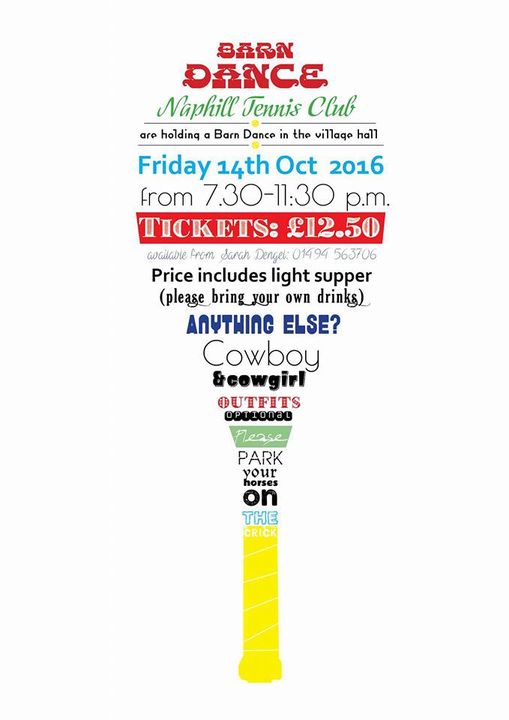 BARN
DANCE
Naphill Tennis Club
are holding a Barn Dance in the village hall
Friday 14th Oct 2016
from 7.30-11:30 p.m.
TICKETS: £12.50
available from Sarah Dengel: 01494 563706
Price includes light supper
(please bring your own drinks)
ANYTHING ELSE?
Cowboy
&cowgirl
OUTFITS
OPTIONAL
Please
PARK
your
horses
on
THE
CRICK